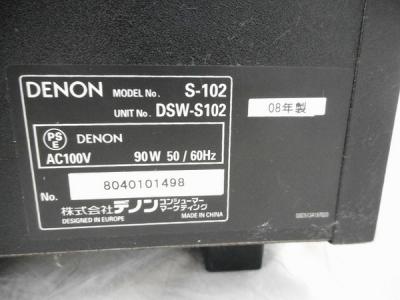 DENON MODEL No. S-102
UNIT No. DSW-S102
08年製
PS E DENON
AC100V 90W 50/60Hz
No. 8040101498
株式会社デノン コンシューマー マーケティング
DESIGNED IN EUROPE MADE IN CHINA